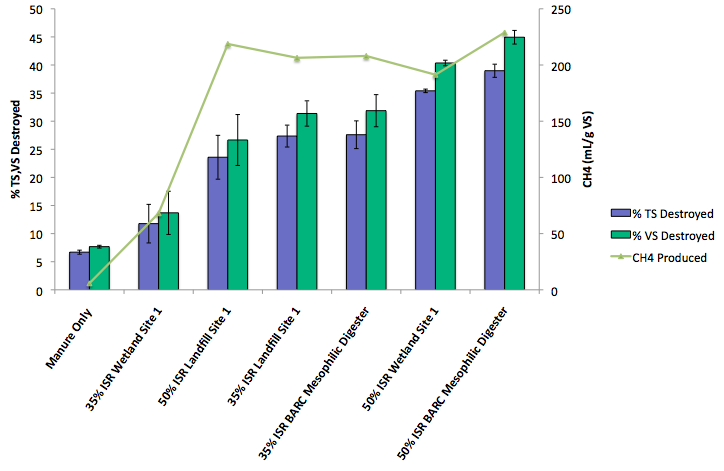 50
45
40
35
30
25
20
15
10
5
0
% TS,VS Destroyed
250
200
150
100
50
0
CH4 (mL/g VS)
% TS Destroyed
% VS Destroyed
CH4 Produced
Manure Only
35% ISR Wetland Site 1
50% ISR Landfill Site 1
35% ISR Landfill Site 1
35% ISR BARC Mesophilic Digester
50% ISR Wetland Site 1
50% ISR BARC Mesophilic Digester